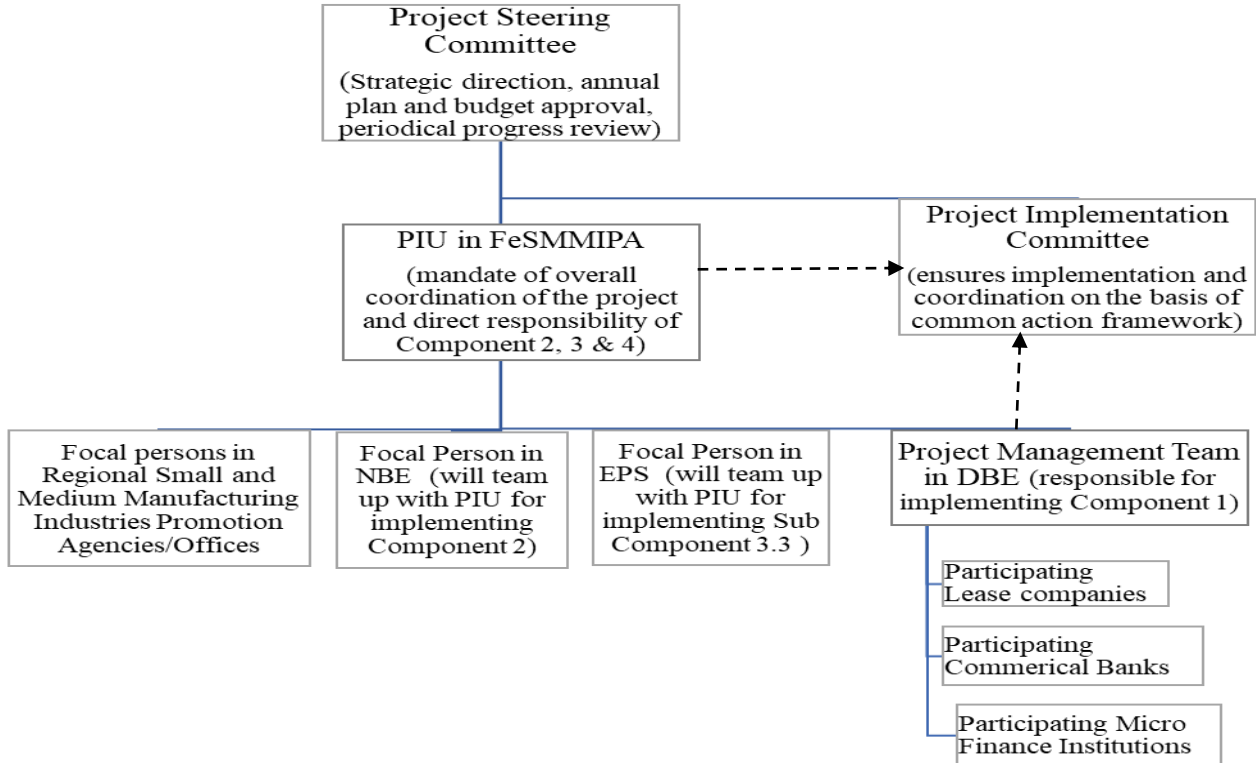 Project Steering
Committee
(Strategic direction, annual
plan and budget approval,
periodical progress review)
PIU in FeSMMIPA
(mandate of overall
coordination of the project
and direct responsibility of
Component 2, 3 & 4)
Project Implementation
Committee
(ensures implementation and
coordination on the basis of
common action framework)
Focal persons in
Regional Small and
Medium Manufacturing
Industries Promotion
Agencies/Offices
Focal Person in
NBE (will team
up with PIU for
implementing
Component 2)
Focal Person in
EPS (will team up
with PIU for
implementing Sub
Component 3.3 )
Project Management Team
in DBE (responsible for
implementing Component 1)
Participating
Lease companies
Participating
Commerical Banks
Participating Micro
Finance Institutions